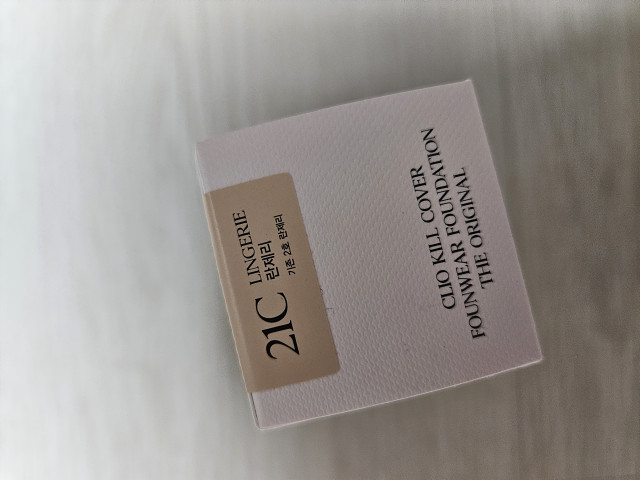 21C LINGERIE
란제리
기존 2호 란제리
CLIO KILL COVER
FOUNWEAR FOUNDATION
THE ORIGINAL